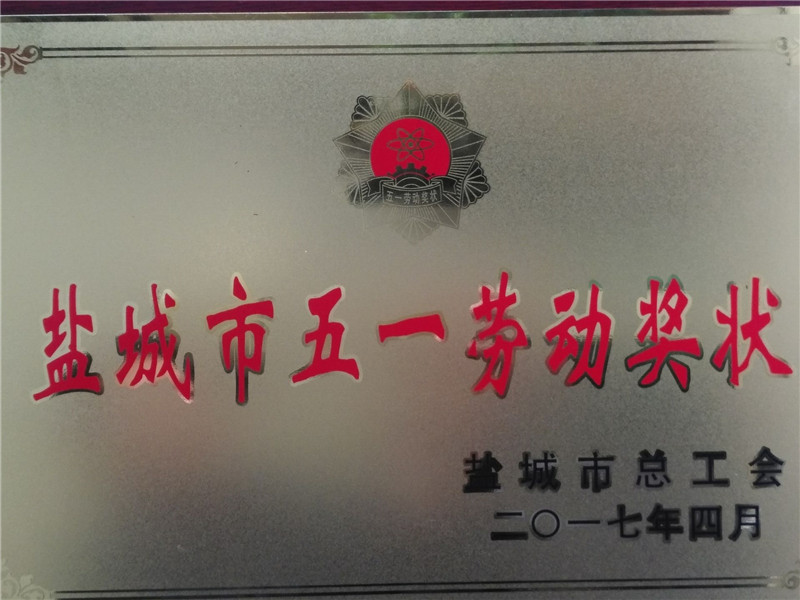 五一劳动奖状
盐城市五一劳动奖状
盐城市总工会
二〇一七年四月